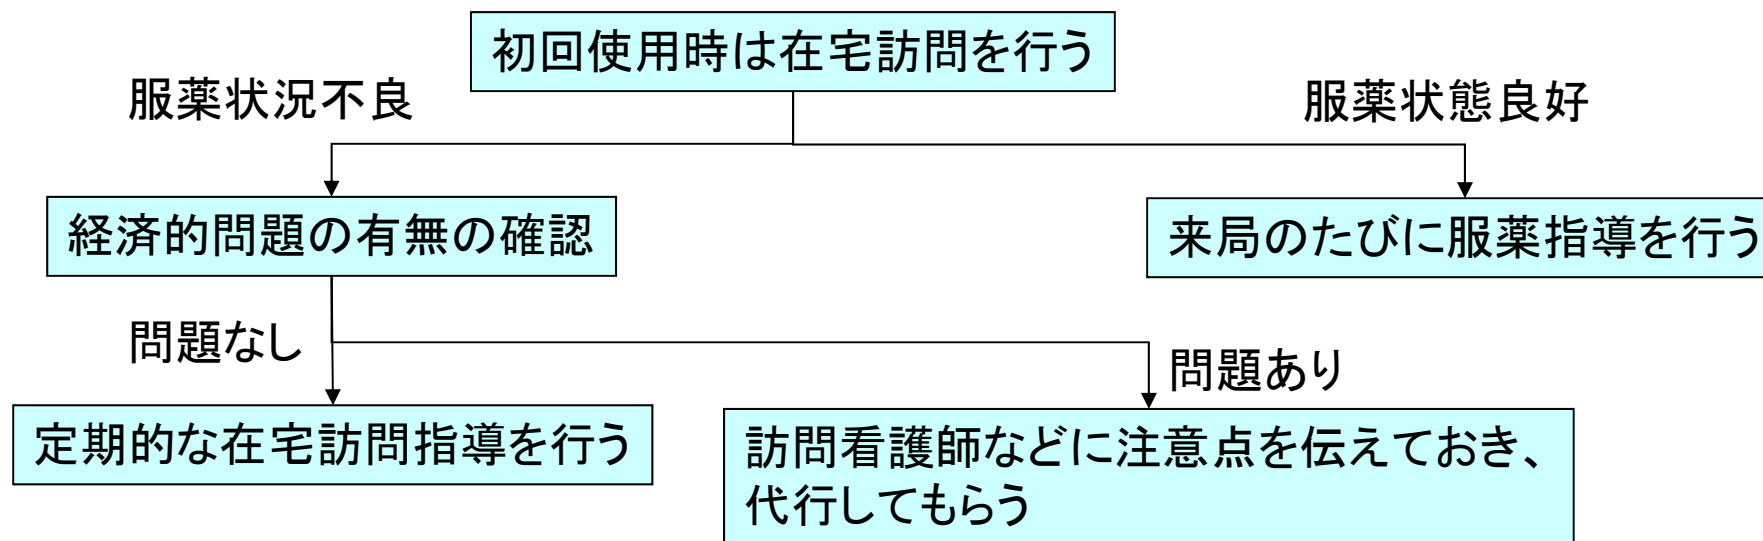 初回使用時は在宅訪問を行う
服薬状況不良
服薬状態良好
経済的問題の有無の確認
来局のたびに服薬指導を行う
問題なし
問題あり
定期的な在宅訪問指導を行う
訪問看護師などに注意点を伝えておき、
代行してもらう